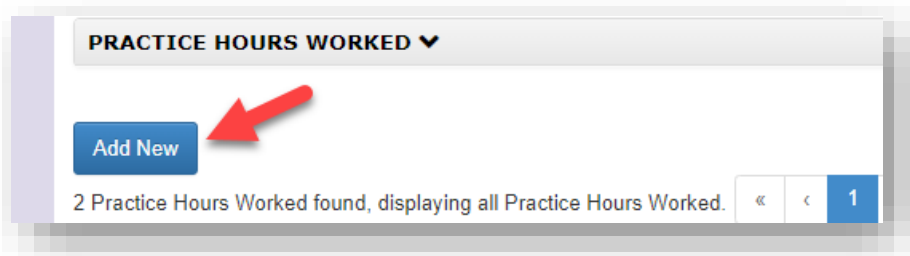 PRACTICE HOURS WORKED
Add New
2 Practice Hours Worked found, displaying all Practice Hours Worked. « ‹ 1